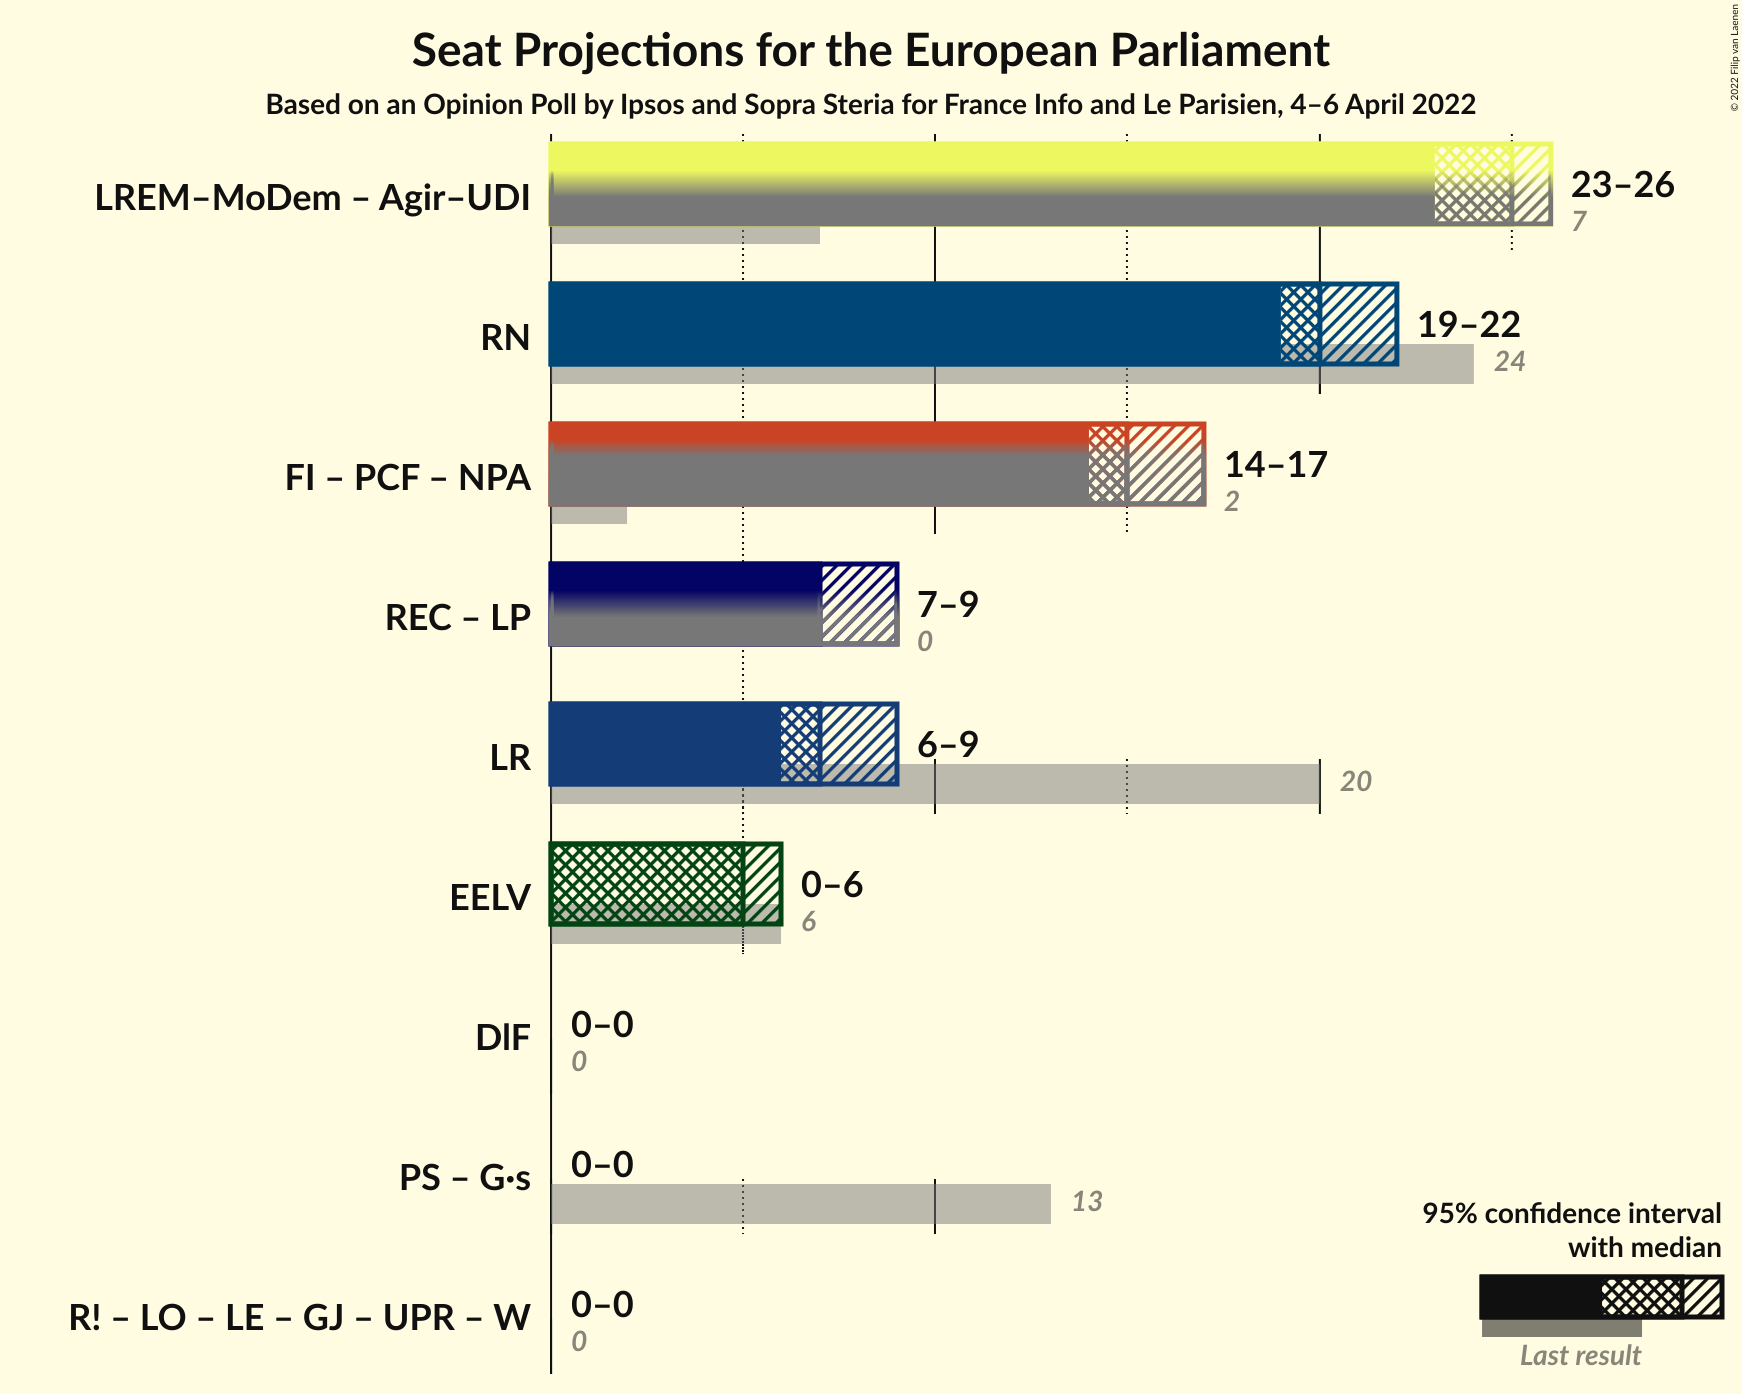 Seat Projections for the European Parliament
Based on an Opinion Poll by Ipsos and Sopra Steria for France Info and Le Parisien, 4–6 April 2022
© 2022 Filip van Laenen
LREM–MoDem – Agir–UDI
23–26
7
RN
19–22
24
FI – PCF – NPA
14–17
2
REC – LP
7–9
0
LR
6–9
20
EELV
0–6
6
DlF
0–0
0
PS – G·s
0–0
13
R! – LO – LE – GJ – UPR – W
0–0
0
95% confidence interval
with median
Last result